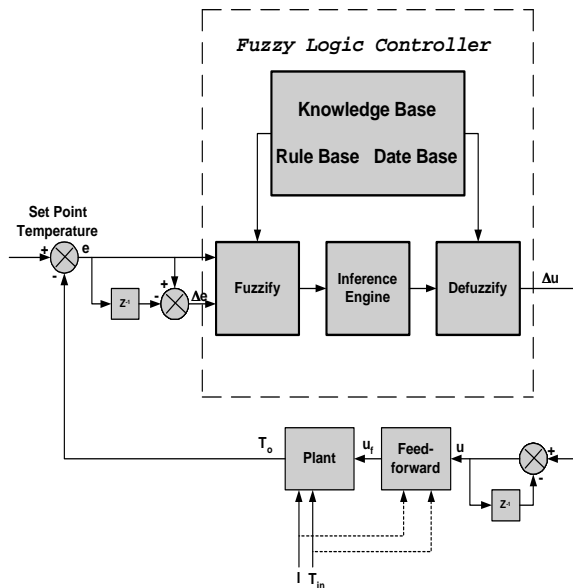 Fuzzy Logic Controller
Knowledge Base
Rule Base Date Base
Set Point
Temperature
+
e
-
+
-
Z-1
Δe
Fuzzify
Inference
Engine
Defuzzify
Δu
To
Plant
uf
Feed-
forward
u
+
-
Z-1
I
Tin